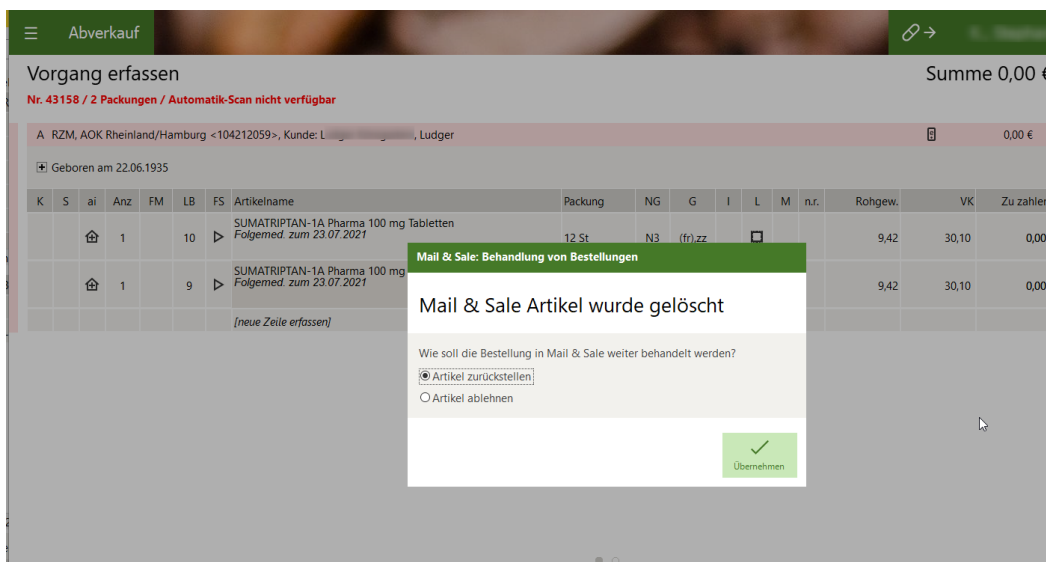 Abverkauf
Vorgang erfassen
Summe 0,00 €
Nr. 43158 / 2 Packungen / Automatik-Scan nicht verfügbar
A RZM, AOK Rheinland/Hamburg <104212059>, Kunde: L , Ludger 0,00 €
Geboren am 22.06.1935
K S ai Anz FM LB FS Artikelname Packung NG G I L M n.r. Rohgew. VK Zu zahlen
SUMATRIPTAN-1A Pharma 100 mg Tabletten
1 10 Folgemed. zum 23.07.2021 12 St N3 (fr),zz 9,42 30,10 0,00
SUMATRIPTAN-1A Pharma 100 mg
1 9 Folgemed. zum 23.07.2021 9,42 30,10 0,00
[neue Zeile erfassen]
Mail & Sale: Behandlung von Bestellungen
Mail & Sale Artikel wurde gelöscht
Wie soll die Bestellung in Mail & Sale weiter behandelt werden?
Artikel zurückstellen
Artikel ablehnen
Übernehmen